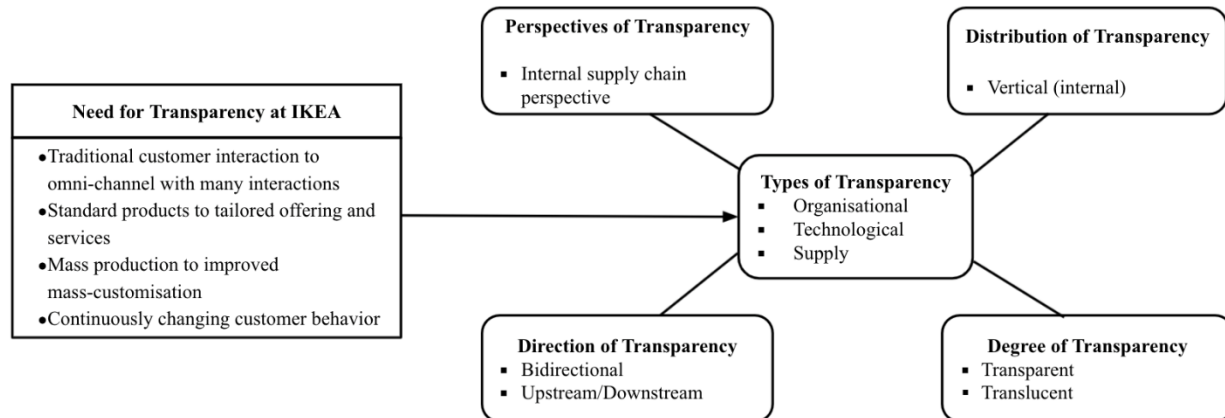 Need for Transparency at IKEA
●Traditional customer interaction to
omni-channel with many interactions
●Standard products to tailored offering and
services
●Mass production to improved
mass-customisation
●Continuously changing customer behavior
Perspectives of Transparency
▪ Internal supply chain
perspective
Distribution of Transparency
▪ Vertical (internal)
Types of Transparency
▪ Organisational
▪ Technological
▪ Supply
Direction of Transparency
▪ Bidirectional
▪ Upstream/Downstream
Degree of Transparency
▪ Transparent
▪ Translucent